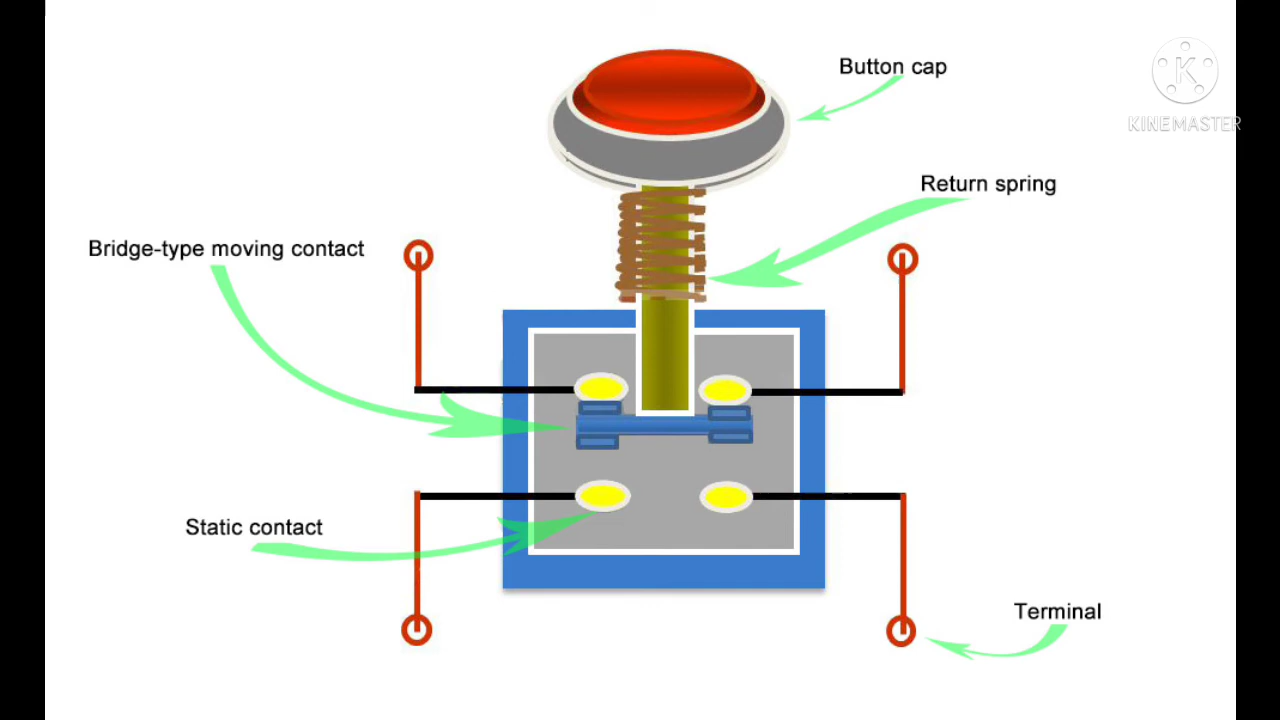 Button cap
K
KINEMASTER
Return spring
Bridge-type moving contact
Static contact
Terminal